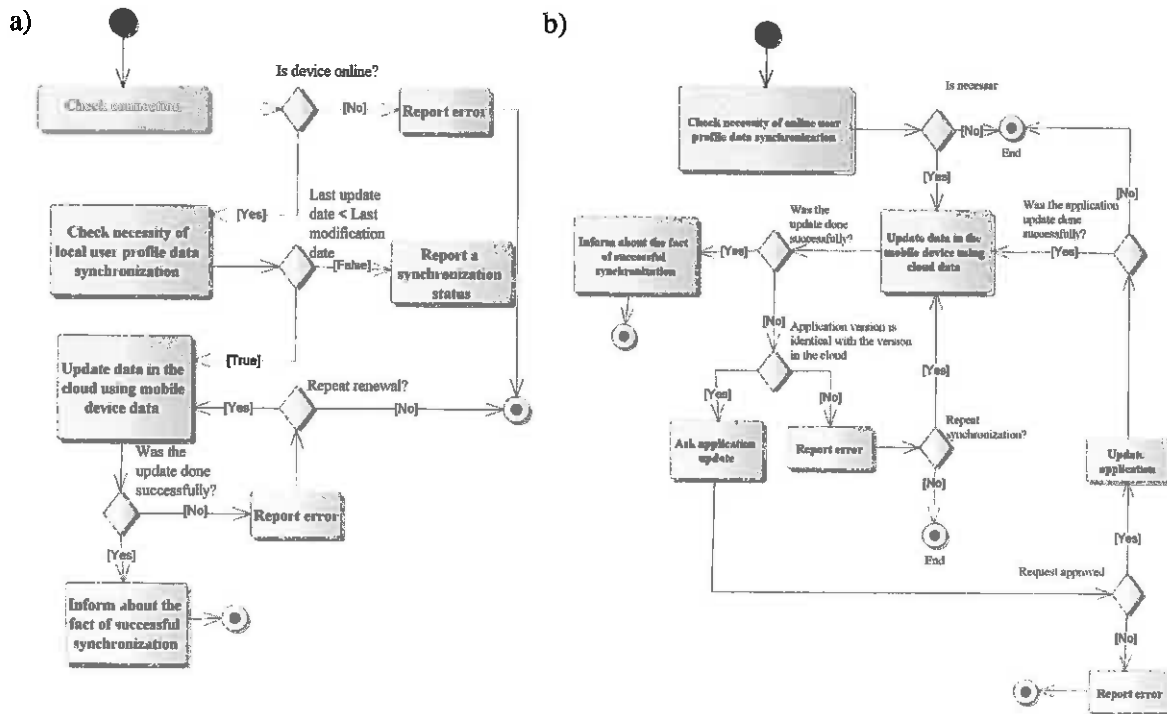 a)
Check connection
Is device online?
[No]
Report error
[Yes]
Last update
date < Last
modification
date
Check necessity of
local user profile data
synchronization
[False]
Report a
synchronization
status
[True]
Update data in the
cloud using mobile
device data
Repeat renewal?
[Yes]
[No]
Was the
update done
successfully?
[No]
Report error
[Yes]
Inform about the
fact of successful
synchronization
b)
Is necessar
Check necessity of online user
profile data synchronization
[No]
End
[Yes]
[No]
Was the application
update done
successfully?
[Yes]
Update data in the
mobile device using
cloud data
Was the
update done
successfully?
[Yes]
Inform about the fact
of successful
synchronization
[No]
Application version is
identical with the version
in the cloud
[Yes]
[No]
[Yes]
Ask application
update
Report error
Repeat
synchronization?
Update
application
[No]
End
[Yes]
Request approved
[No]
Report error